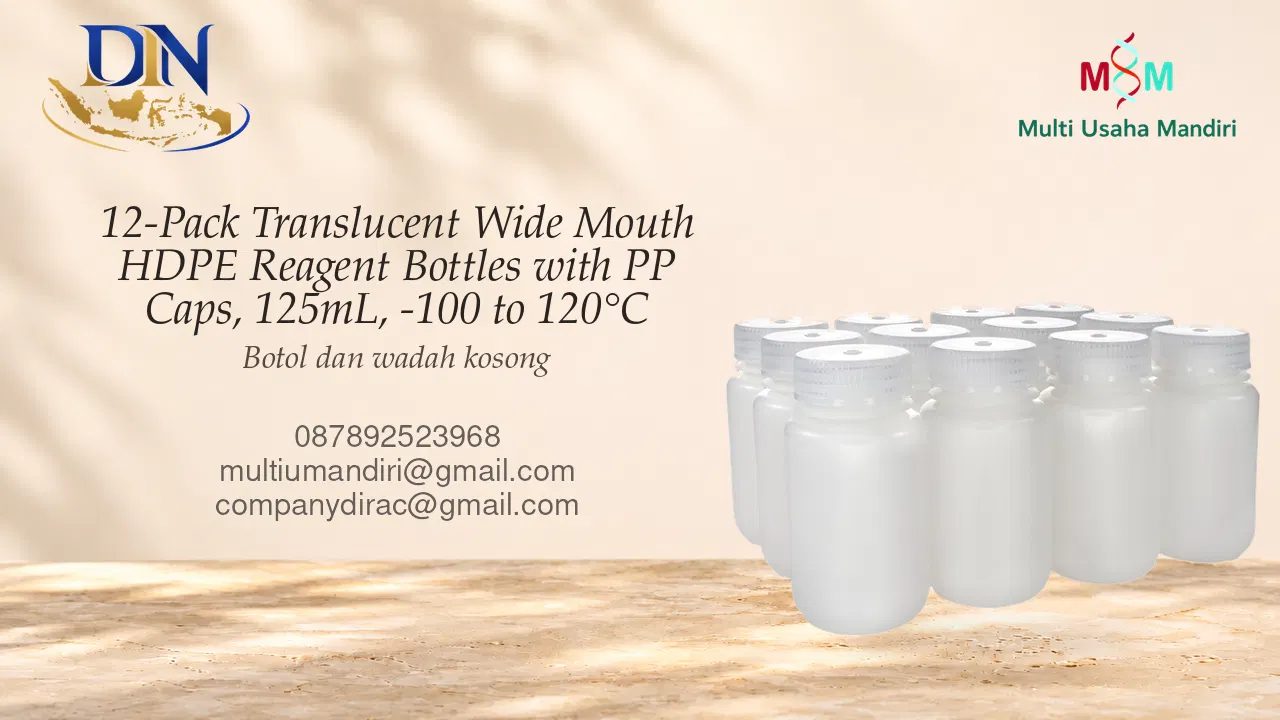 DIN
M M
Multi Usaha Mandiri
12-Pack Translucent Wide Mouth
HDPE Reagent Bottles with PP
Caps, 125mL, -100 to 120°C
Botol dan wadah kosong
087892523968
multiumandiri@gmail.com
companydirac@gmail.com